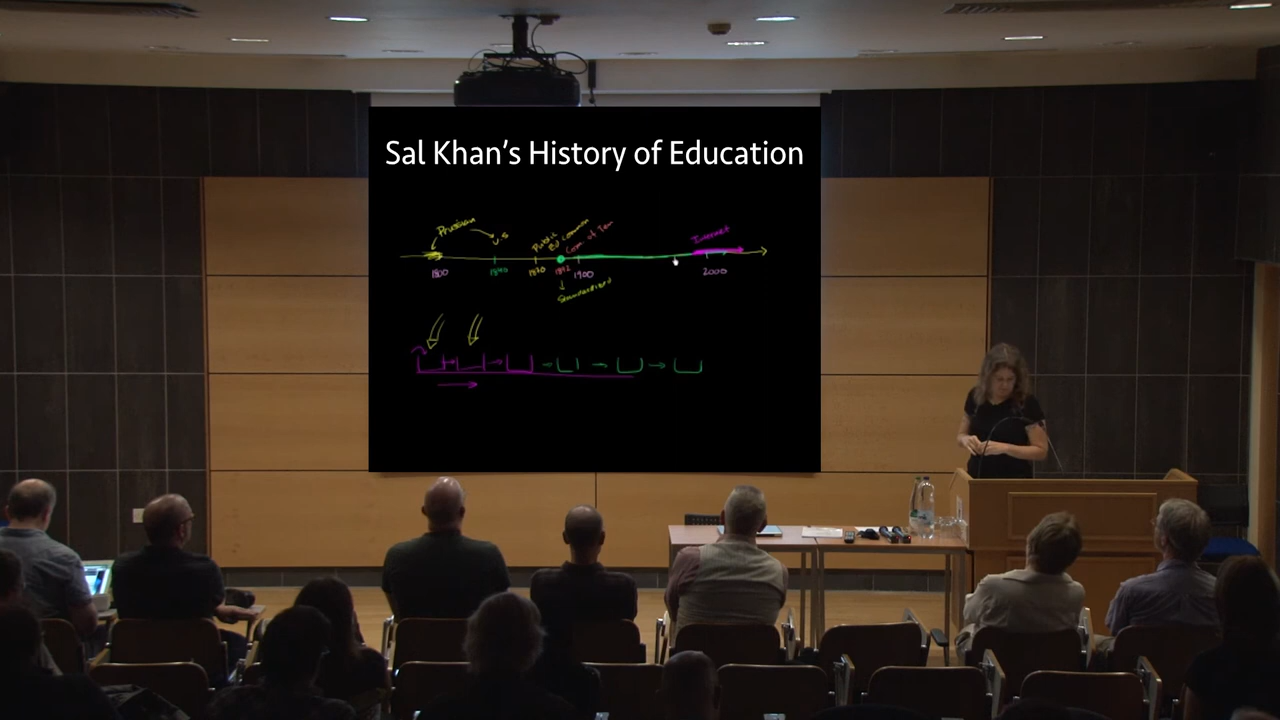 Sal Khan's History of Education
Prussian
U.S
Public
Ed common
Com. of Ten
Internet
1800
1840
1870
1892
1900
2000
Standardized